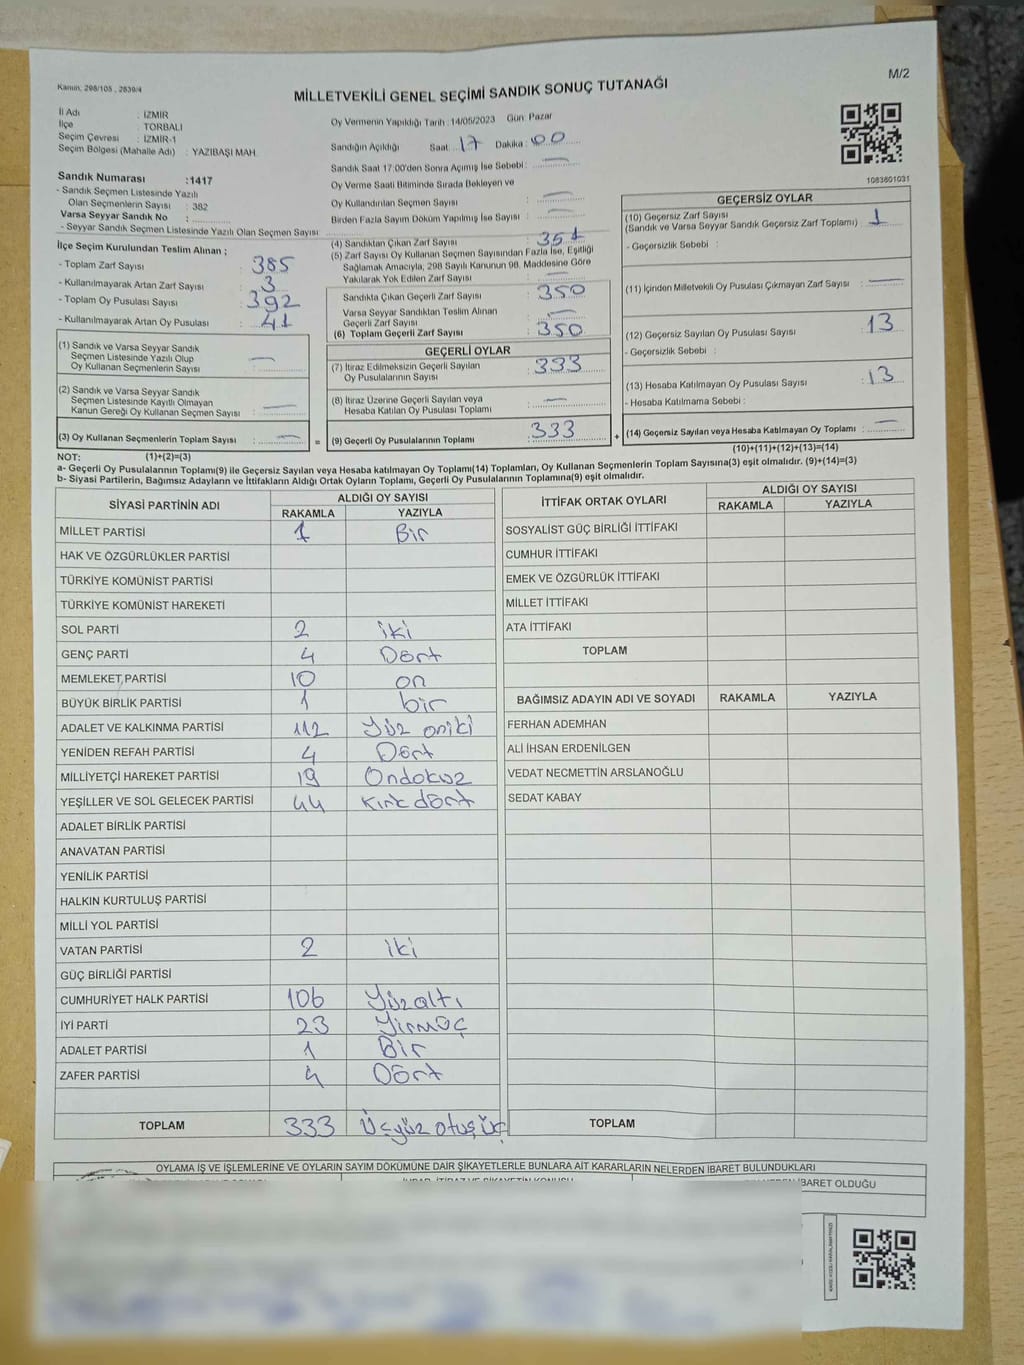 M/2
Kanun; 298/105 , 2839/4
MİLLETVEKİLİ GENEL SEÇİMİ SANDIK SONUÇ TUTANAĞI
İl Adı : İZMİR
İlçe : TORBALI
Seçim Çevresi : İZMİR-1
Seçim Bölgesi (Mahalle Adı) : YAZIBAŞI MAH.
Sandık Numarası :1417
- Sandık Seçmen Listesinde Yazılı
Olan Seçmenlerin Sayısı : 382
Varsa Seyyar Sandık No :
- Seyyar Sandık Seçmen Listesinde Yazılı Olan Seçmen Sayısı
İlçe Seçim Kurulundan Teslim Alınan ;
- Toplam Zarf Sayısı : 385
- Kullanılmayarak Artan Zarf Sayısı : 3
- Toplam Oy Pusulası Sayısı : 392
- Kullanılmayarak Artan Oy Pusulası : 41
(1) Sandık ve Varsa Seyyar Sandık
Seçmen Listesinde Yazılı Olup
Oy Kullanan Seçmenlerin Sayısı : —
(2) Sandık ve Varsa Seyyar Sandık
Seçmen Listesinde Kayıtlı Olmayan
Kanun Gereği Oy Kullanan Seçmen Sayısı : —
(3) Oy Kullanan Seçmenlerin Toplam Sayısı : — =
Oy Vermenin Yapıldığı Tarih :14/05/2023 Gün: Pazar
Sandığın Açıldığı Saat: 17 Dakika : 00
Sandık Saat 17.00'den Sonra Açımış İse Sebebi : —
Oy Verme Saati Bitiminde Sırada Bekleyen ve
Oy Kullandırılan Seçmen Sayısı : —
Birden Fazla Sayım Döküm Yapılmış İse Sayısı : —
(4) Sandıktan Çıkan Zarf Sayısı : 351
(5) Zarf Sayısı Oy Kullanan Seçmen Sayısından Fazla İse, Eşitliği
Sağlamak Amacıyla, 298 Sayılı Kanunun 98. Maddesine Göre
Yakılarak Yok Edilen Zarf Sayısı : —
Sandıkta Çıkan Geçerli Zarf Sayısı : 350
Varsa Seyyar Sandıktan Teslim Alınan
Geçerli Zarf Sayısı : —
(6) Toplam Geçerli Zarf Sayısı : 350
GEÇERLİ OYLAR
(7) İtiraz Edilmeksizin Geçerli Sayılan
Oy Pusulalarının Sayısı : 333
(8) İtiraz Üzerine Geçerli Sayılan veya
Hesaba Katılan Oy Pusulası Toplamı : —
(9) Geçerli Oy Pusulalarının Toplamı : 333 +
1083601031
GEÇERSİZ OYLAR
(10) Geçersiz Zarf Sayısı
(Sandık ve Varsa Seyyar Sandık Geçersiz Zarf Toplamı) : 1
- Geçersizlik Sebebi :
(11) İçinden Milletvekili Oy Pusulası Çıkmayan Zarf Sayısı : —
(12) Geçersiz Sayılan Oy Pusulası Sayısı : 13
- Geçersizlik Sebebi :
(13) Hesaba Katılmayan Oy Pusulası Sayısı : 13
- Hesaba Katılmama Sebebi :
(14) Geçersiz Sayılan veya Hesaba Katılmayan Oy Toplamı : —
NOT: (1)+(2)=(3) (10)+(11)+(12)+(13)=(14)
a- Geçerli Oy Pusulalarının Toplamı(9) ile Geçersiz Sayılan veya Hesaba katılmayan Oy Toplamı(14) Toplamları, Oy Kullanan Seçmenlerin Toplam Sayısına(3) eşit olmalıdır. (9)+(14)=(3)
b- Siyasi Partilerin, Bağımsız Adayların ve İttifakların Aldığı Ortak Oyların Toplamı, Geçerli Oy Pusulalarının Toplamına(9) eşit olmalıdır.
SİYASİ PARTİNİN ADI ALDIĞI OY SAYISI
RAKAMLA YAZIYLA
MİLLET PARTİSİ 1 Bir
HAK VE ÖZGÜRLÜKLER PARTİSİ
TÜRKİYE KOMÜNİST PARTİSİ
TÜRKİYE KOMÜNİST HAREKETİ
SOL PARTİ 2 iki
GENÇ PARTİ 4 Dört
MEMLEKET PARTİSİ 10 on
BÜYÜK BİRLİK PARTİSİ 1 bir
ADALET VE KALKINMA PARTİSİ 112 Yüz oniki
YENİDEN REFAH PARTİSİ 4 Dört
MİLLİYETÇİ HAREKET PARTİSİ 19 Ondokuz
YEŞİLLER VE SOL GELECEK PARTİSİ 44 Kırk dört
ADALET BİRLİK PARTİSİ
ANAVATAN PARTİSİ
YENİLİK PARTİSİ
HALKIN KURTULUŞ PARTİSİ
MİLLİ YOL PARTİSİ
VATAN PARTİSİ 2 iki
GÜÇ BİRLİĞİ PARTİSİ
CUMHURİYET HALK PARTİSİ 106 Yüzaltı
İYİ PARTİ 23 Yirmüç
ADALET PARTİSİ 1 Bir
ZAFER PARTİSİ 4 Dört
TOPLAM 333 Üçyüz otuş üç
İTTİFAK ORTAK OYLARI ALDIĞI OY SAYISI
RAKAMLA YAZIYLA
SOSYALİST GÜÇ BİRLİĞİ İTTİFAKI
CUMHUR İTTİFAKI
EMEK VE ÖZGÜRLÜK İTTİFAKI
MİLLET İTTİFAKI
ATA İTTİFAKI
TOPLAM
BAĞIMSIZ ADAYIN ADI VE SOYADI RAKAMLA YAZIYLA
FERHAN ADEMHAN
ALİ İHSAN ERDENİLGEN
VEDAT NECMETTİN ARSLANOĞLU
SEDAT KABAY
TOPLAM
OYLAMA İŞ VE İŞLEMLERİNE VE OYLARIN SAYIM DÖKÜMÜNE DAİR ŞİKAYETLERLE BUNLARA AİT KARARLARIN NELERDEN İBARET BULUNDUKLARI
İBARET OLDUĞU